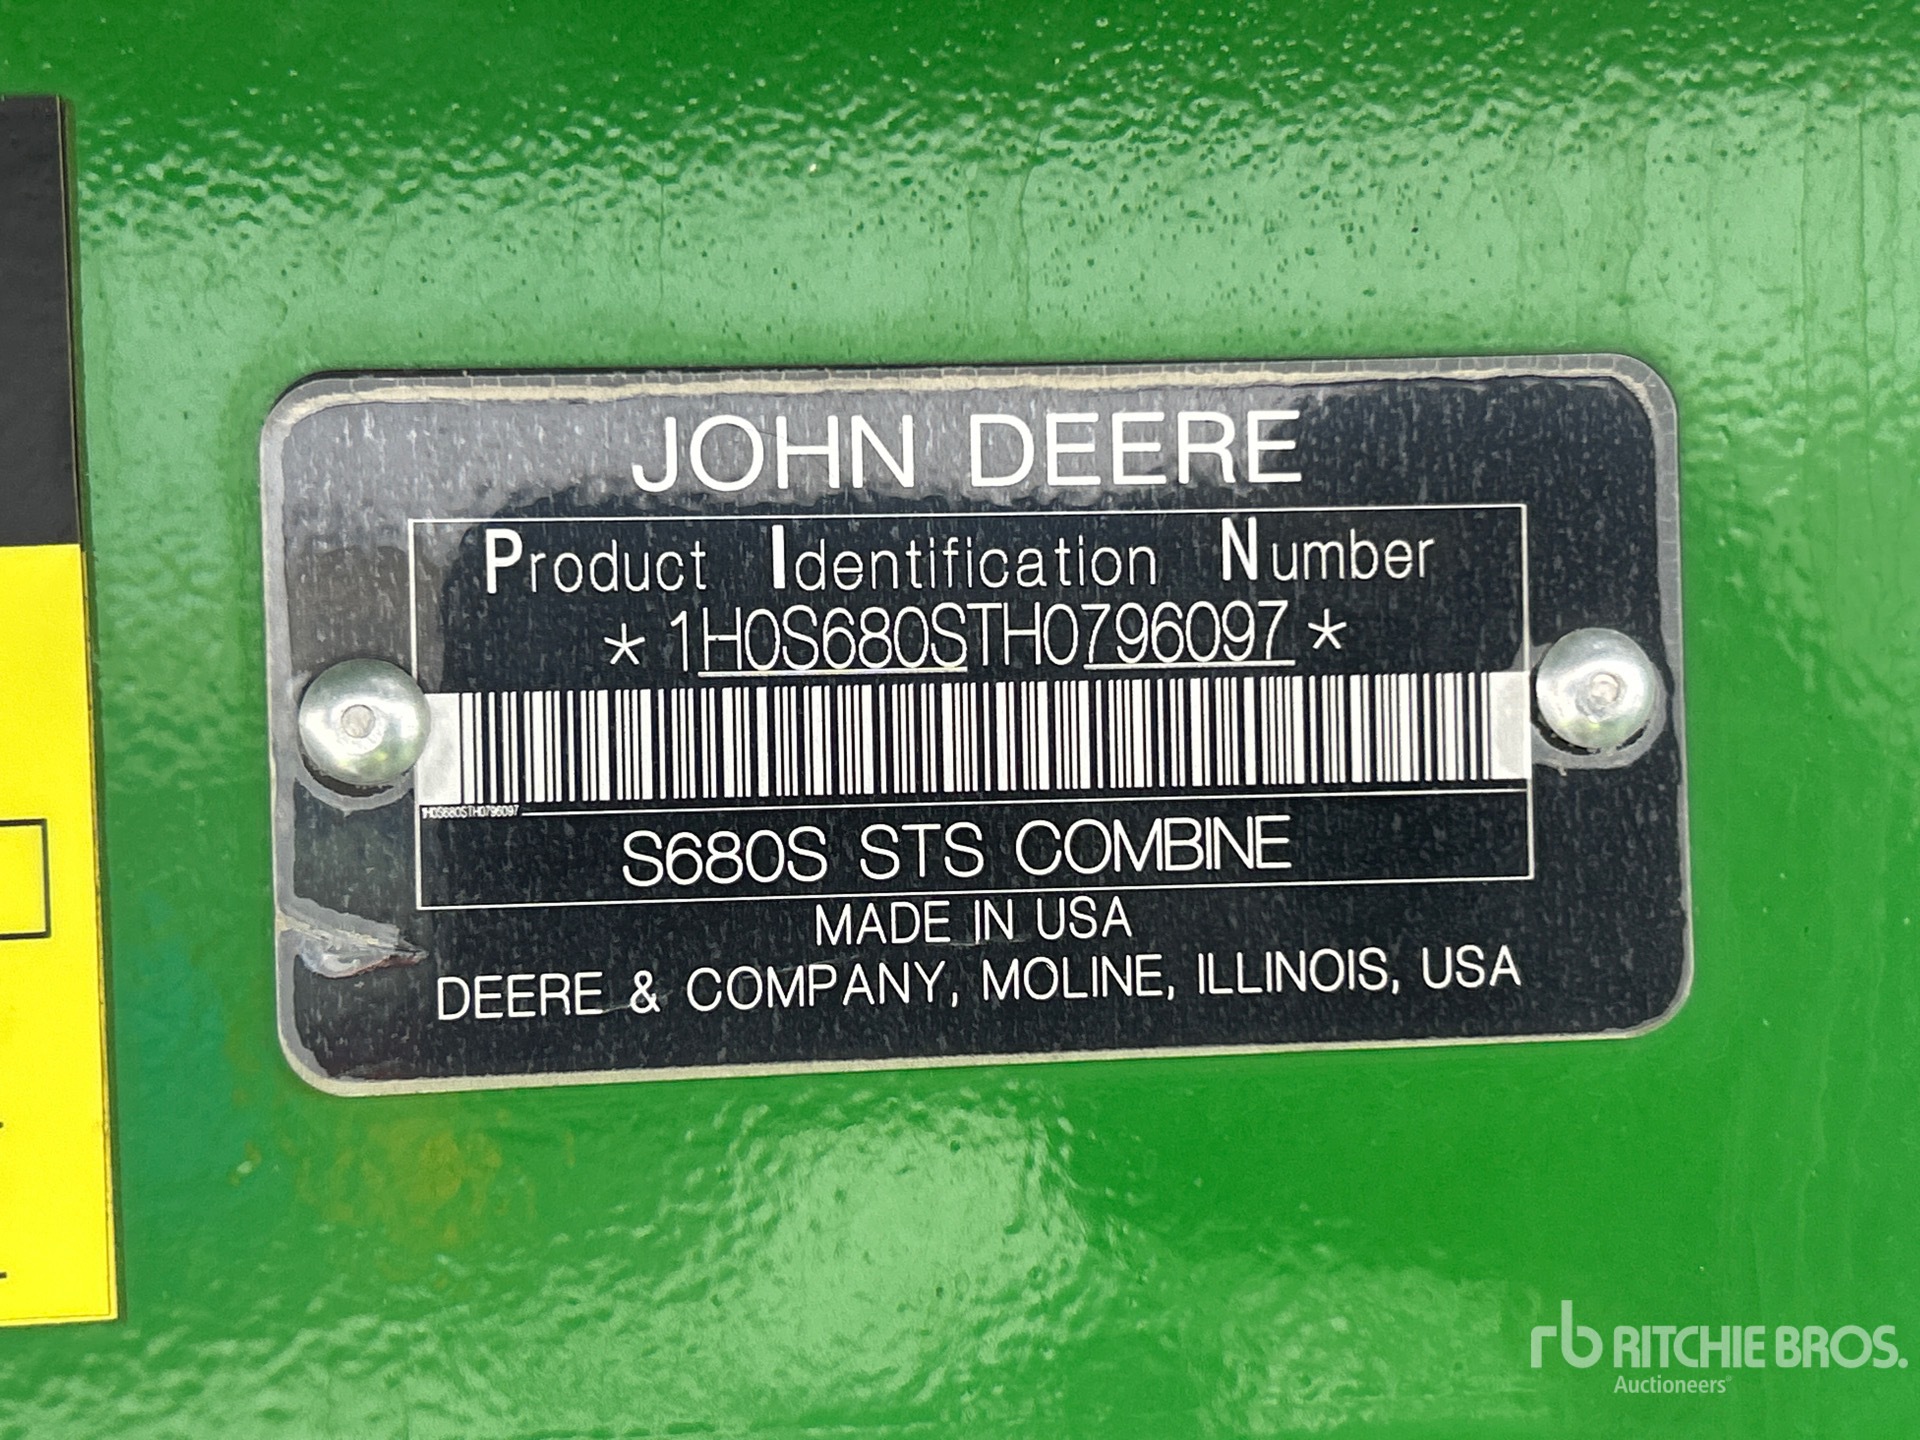 JOHN DEERE
Product Identification Number
*1H0S680STH0796097*
1H0S680STH0796097
S680S STS COMBINE
MADE IN USA
DEERE & COMPANY, MOLINE, ILLINOIS, USA
rb RITCHIE BROS.
Auctioneers